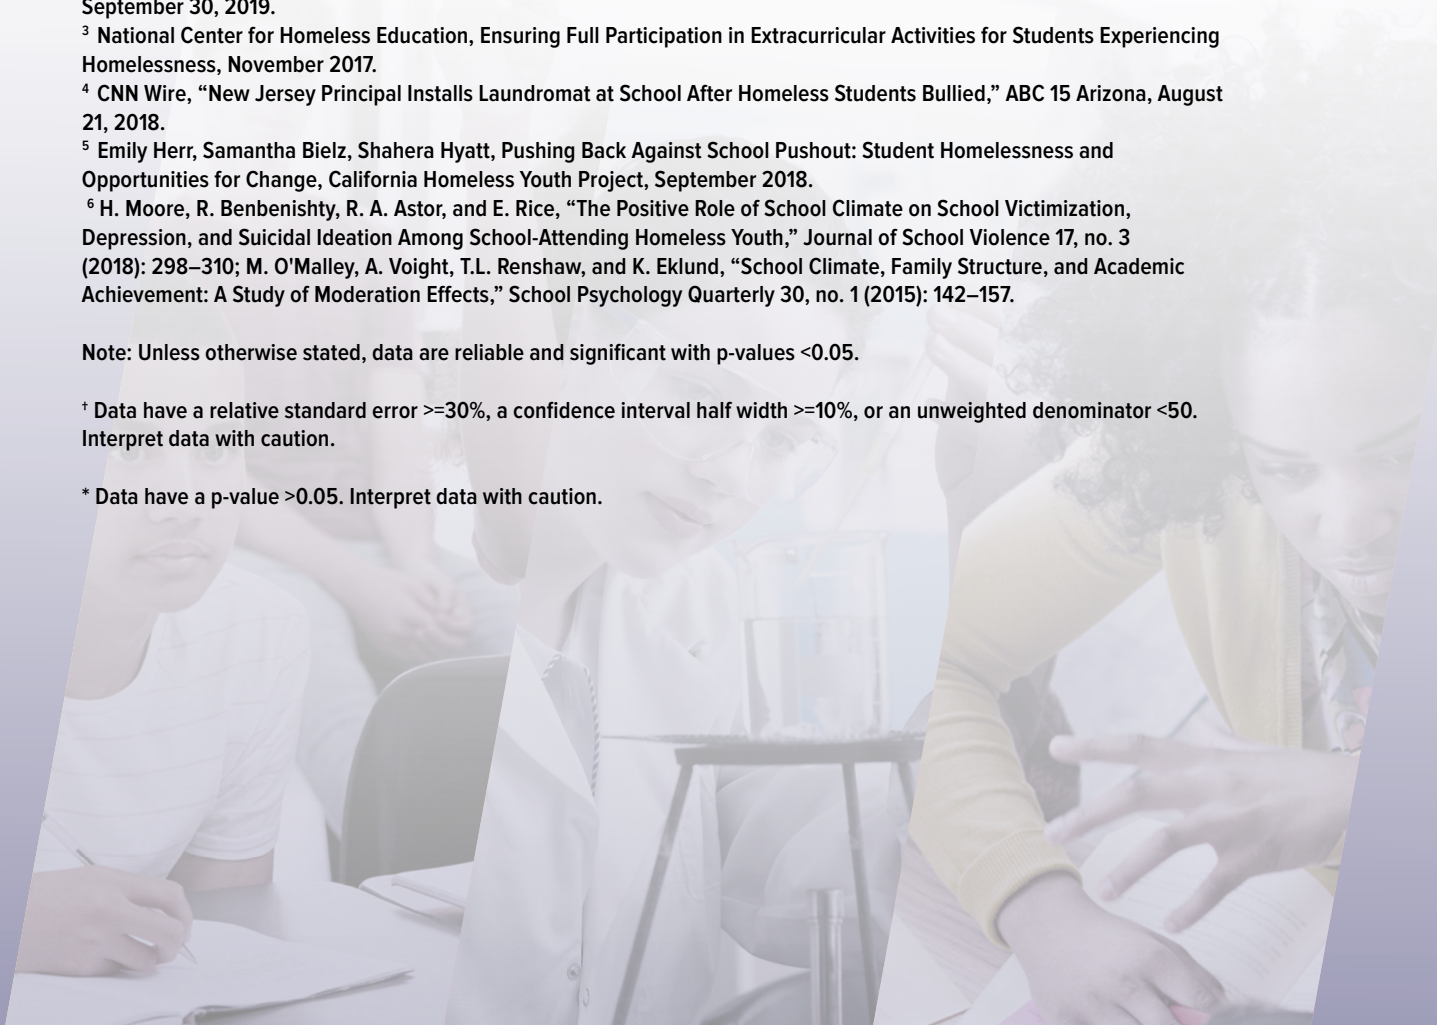 September 30, 2019.
³ National Center for Homeless Education, Ensuring Full Participation in Extracurricular Activities for Students Experiencing
Homelessness, November 2017.
⁴ CNN Wire, “New Jersey Principal Installs Laundromat at School After Homeless Students Bullied,” ABC 15 Arizona, August
21, 2018.
⁵ Emily Herr, Samantha Bielz, Shahera Hyatt, Pushing Back Against School Pushout: Student Homelessness and
Opportunities for Change, California Homeless Youth Project, September 2018.
⁶ H. Moore, R. Benbenishty, R. A. Astor, and E. Rice, “The Positive Role of School Climate on School Victimization,
Depression, and Suicidal Ideation Among School-Attending Homeless Youth,” Journal of School Violence 17, no. 3
(2018): 298–310; M. O'Malley, A. Voight, T.L. Renshaw, and K. Eklund, “School Climate, Family Structure, and Academic
Achievement: A Study of Moderation Effects,” School Psychology Quarterly 30, no. 1 (2015): 142–157.
Note: Unless otherwise stated, data are reliable and significant with p-values <0.05.
† Data have a relative standard error >=30%, a confidence interval half width >=10%, or an unweighted denominator <50.
Interpret data with caution.
* Data have a p-value >0.05. Interpret data with caution.